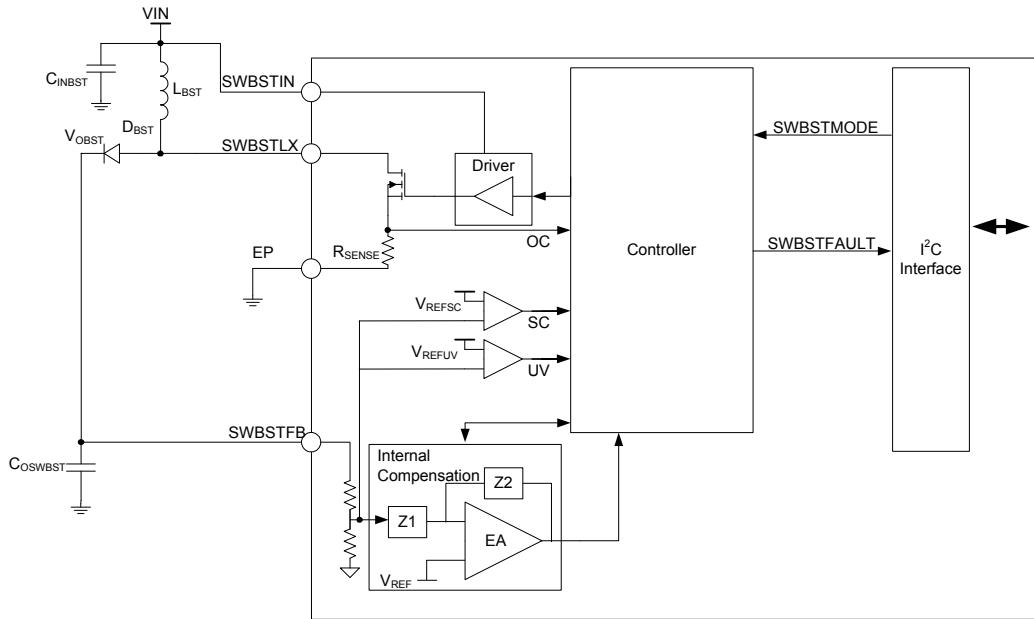 VIN
CINBST
LBST
SWBSTIN
DBST
VOBST
SWBSTLX
Driver
SWBSTMODE
EP
RSENSE
OC
Controller
SWBSTFAULT
I2C
Interface
VREFSC
SC
VREFUV
UV
SWBSTFB
COSWBST
Internal
Compensation
Z2
Z1
EA
VREF